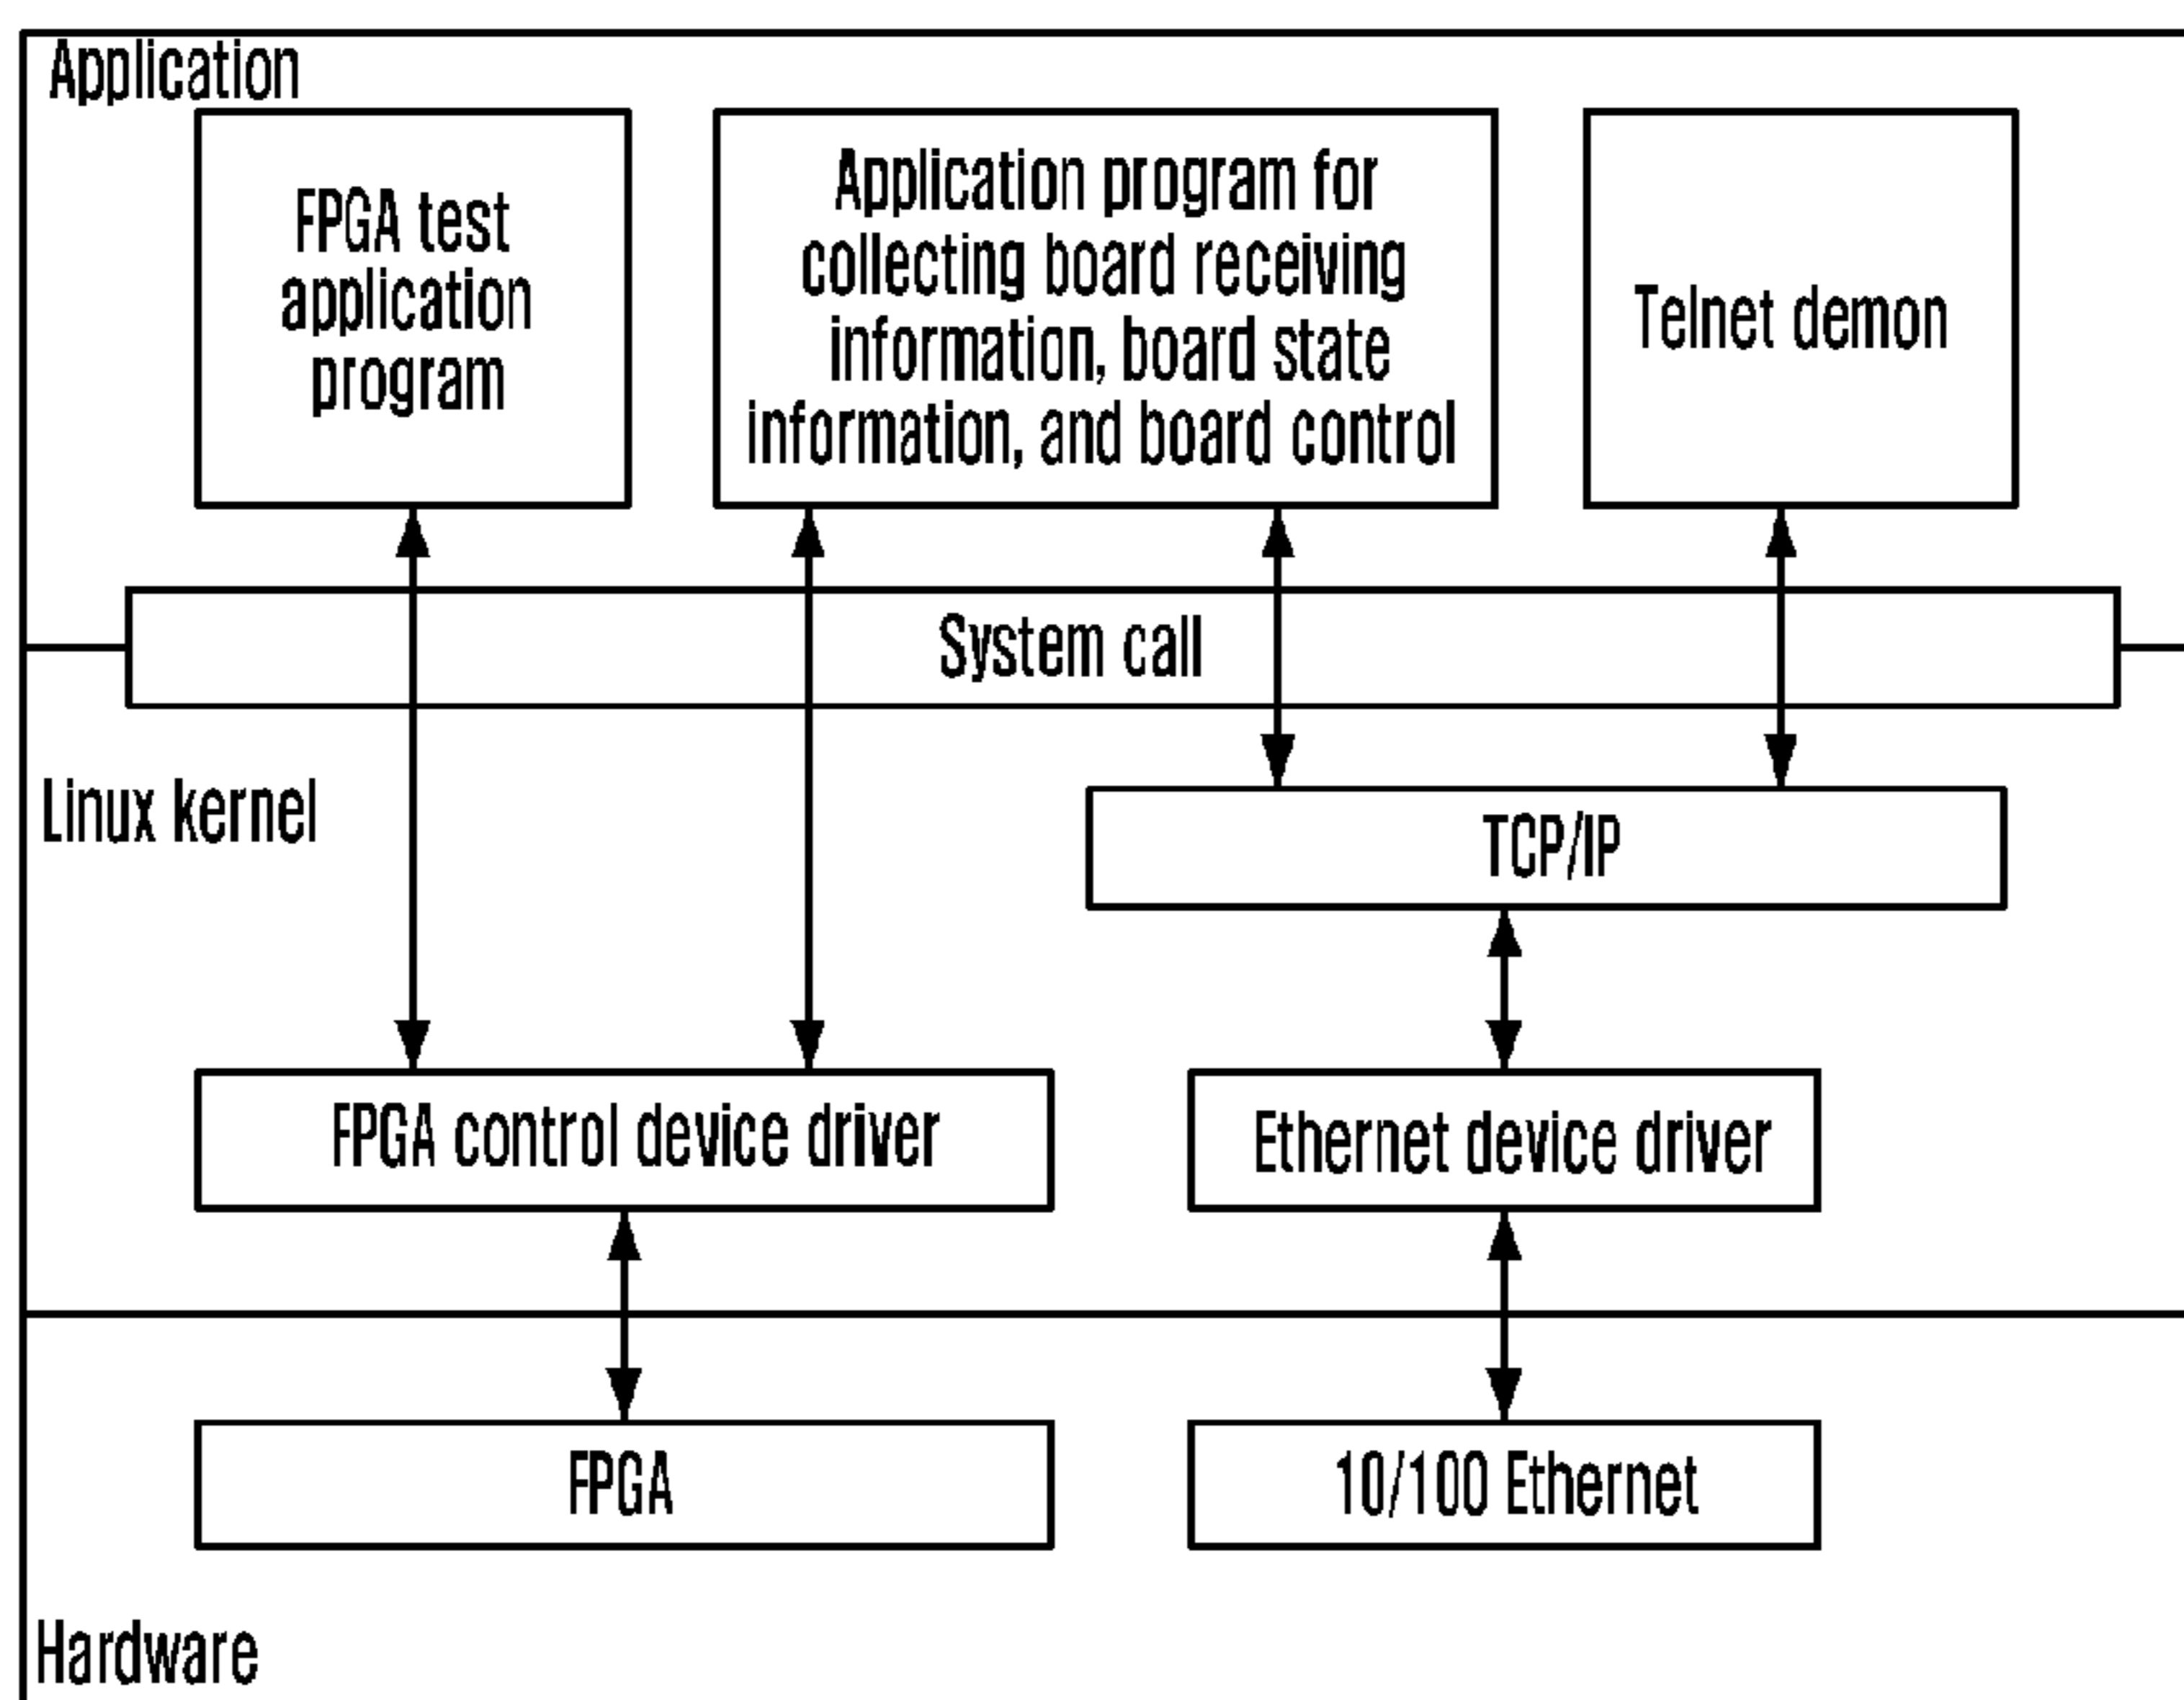 Application
FPGA test
application
program
Application program for
collecting board receiving
information, board state
information, and board control
Telnet demon
System call
Linux kernel
TCP/IP
FPGA control device driver
Ethernet device driver
FPGA
10/100 Ethernet
Hardware